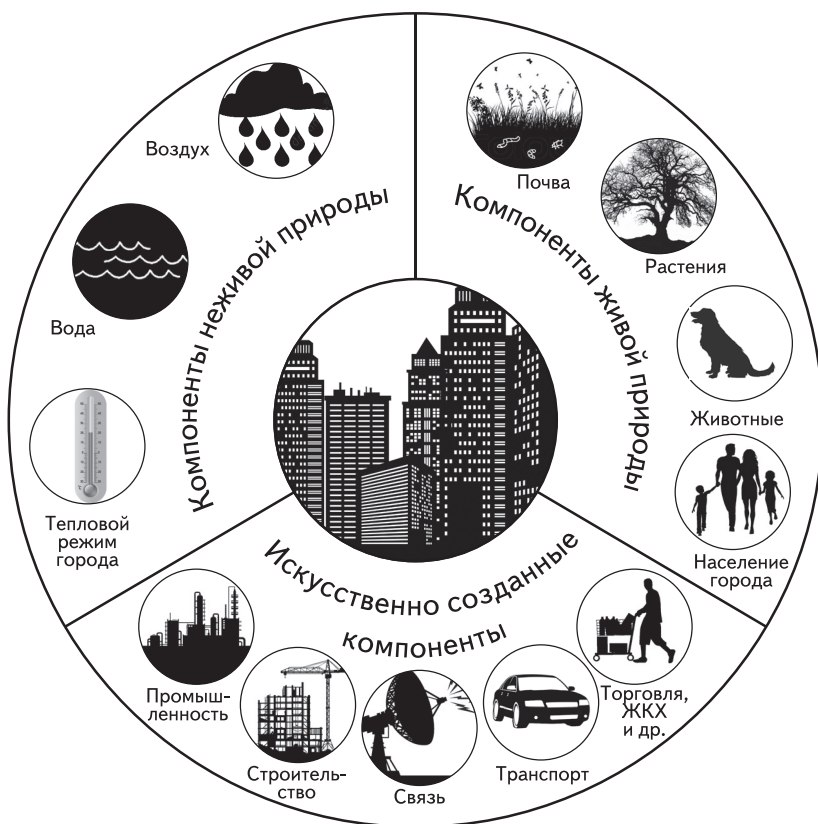 Компоненты неживой природы
Воздух
Вода
Тепловой
режим
города
Компоненты живой природы
Почва
Растения
Животные
Население
города
Искусственно созданные
компоненты
Промыш-
ленность
Строитель-
ство
Связь
Транспорт
Торговля,
ЖКХ
и др.